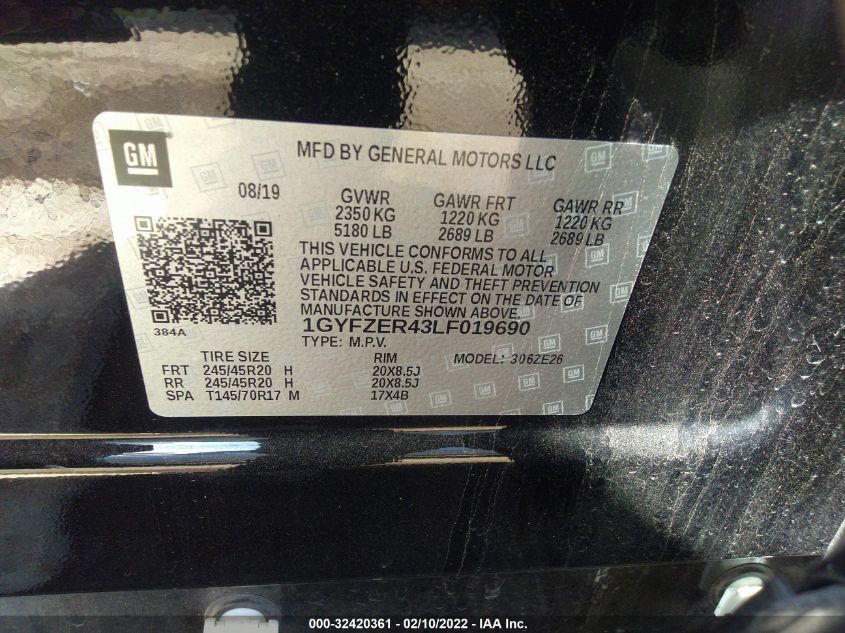 GM
MFD BY GENERAL MOTORS LLC
08/19
GVWR GAWR FRT GAWR RR
2350 KG 1220 KG 1220 KG
5180 LB 2689 LB 2689 LB
THIS VEHICLE CONFORMS TO ALL
APPLICABLE U.S. FEDERAL MOTOR
VEHICLE SAFETY AND THEFT PREVENTION
STANDARDS IN EFFECT ON THE DATE OF
MANUFACTURE SHOWN ABOVE.
384A
1GYFZER43LF019690
TYPE: M.P.V.
TIRE SIZE RIM MODEL: 306ZE26
FRT 245/45R20 H 20X8.5J
RR 245/45R20 H 20X8.5J
SPA T145/70R17 M 17X4B
000-32420361 - 02/10/2022 - IAA Inc.